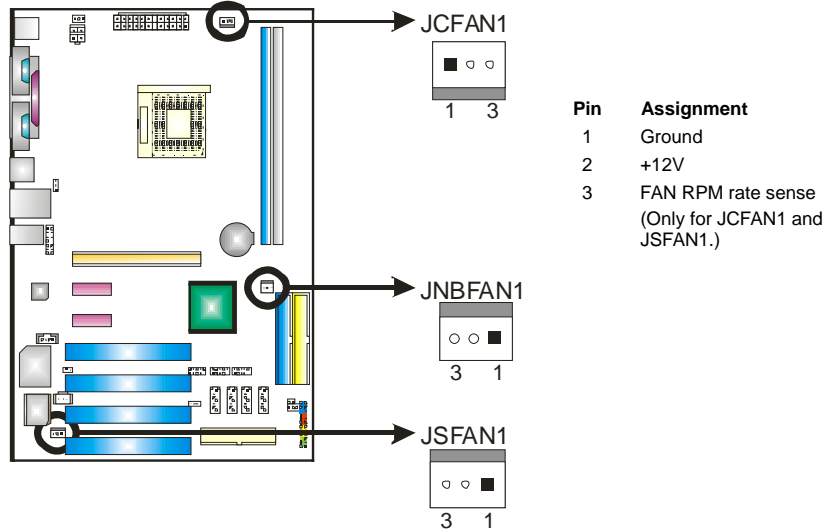 JCFAN1
1 3
Pin Assignment
1 Ground
2 +12V
3 FAN RPM rate sense
(Only for JCFAN1 and
JSFAN1.)
JNBFAN1
3 1
JSFAN1
3 1